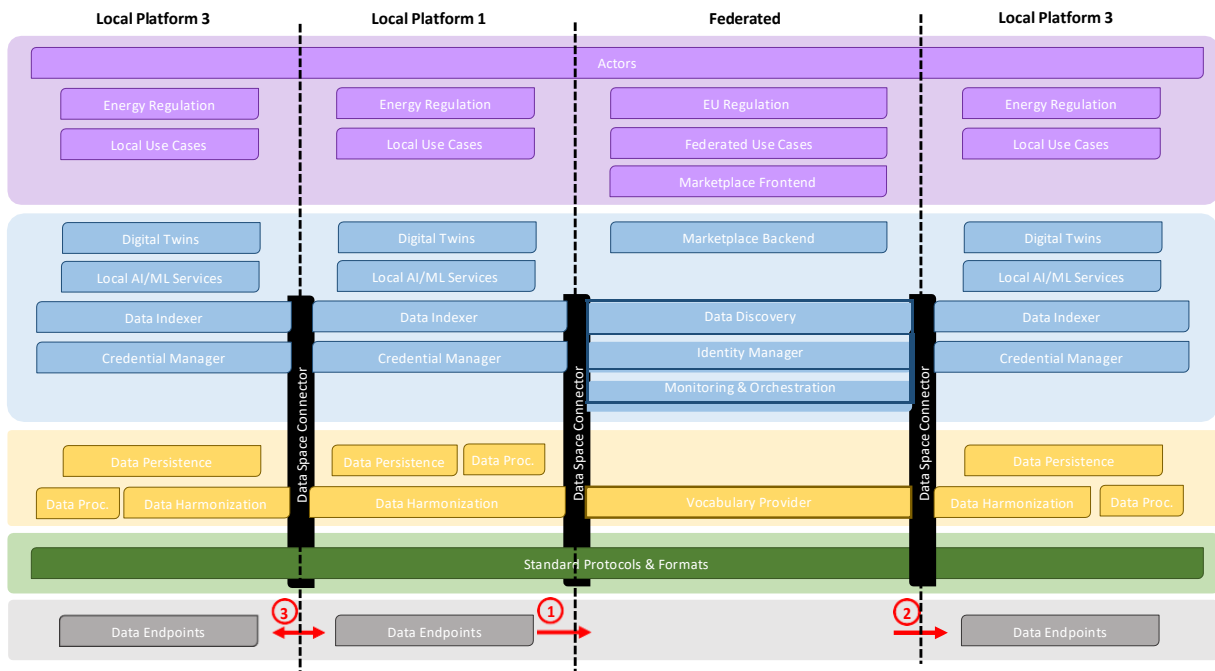 Local Platform 3
Local Platform 1
Federated
Local Platform 3
Actors
Energy Regulation
Energy Regulation
EU Regulation
Energy Regulation
Local Use Cases
Local Use Cases
Federated Use Cases
Local Use Cases
Marketplace Frontend
Digital Twins
Digital Twins
Marketplace Backend
Digital Twins
Local AI/ML Services
Local AI/ML Services
Local AI/ML Services
Data Indexer
Data Indexer
Data Discovery
Data Indexer
Credential Manager
Credential Manager
Identity Manager
Credential Manager
Monitoring & Orchestration
Data Space Connector
Data Space Connector
Data Space Connector
Data Persistence
Data Persistence
Data Proc.
Data Persistence
Data Proc.
Data Harmonization
Data Harmonization
Vocabulary Provider
Data Harmonization
Data Proc.
Standard Protocols & Formats
3
1
2
Data Endpoints
Data Endpoints
Data Endpoints